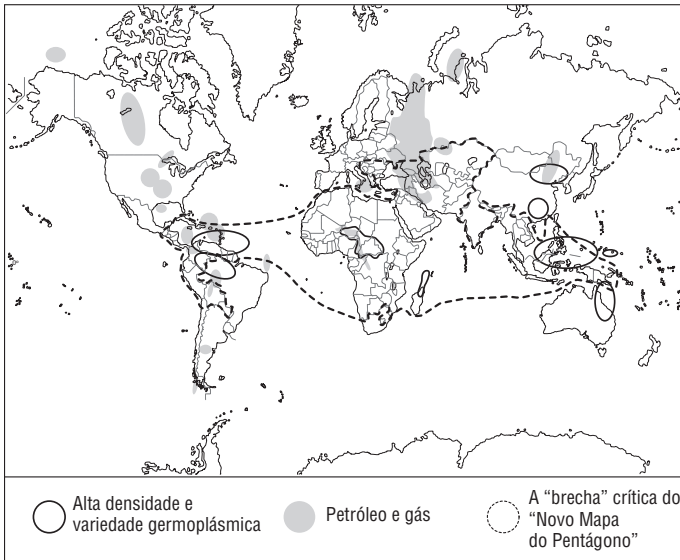 Alta densidade e
variedade germoplásmica
Petróleo e gás
A “brecha” crítica do
“Novo Mapa
do Pentágono”